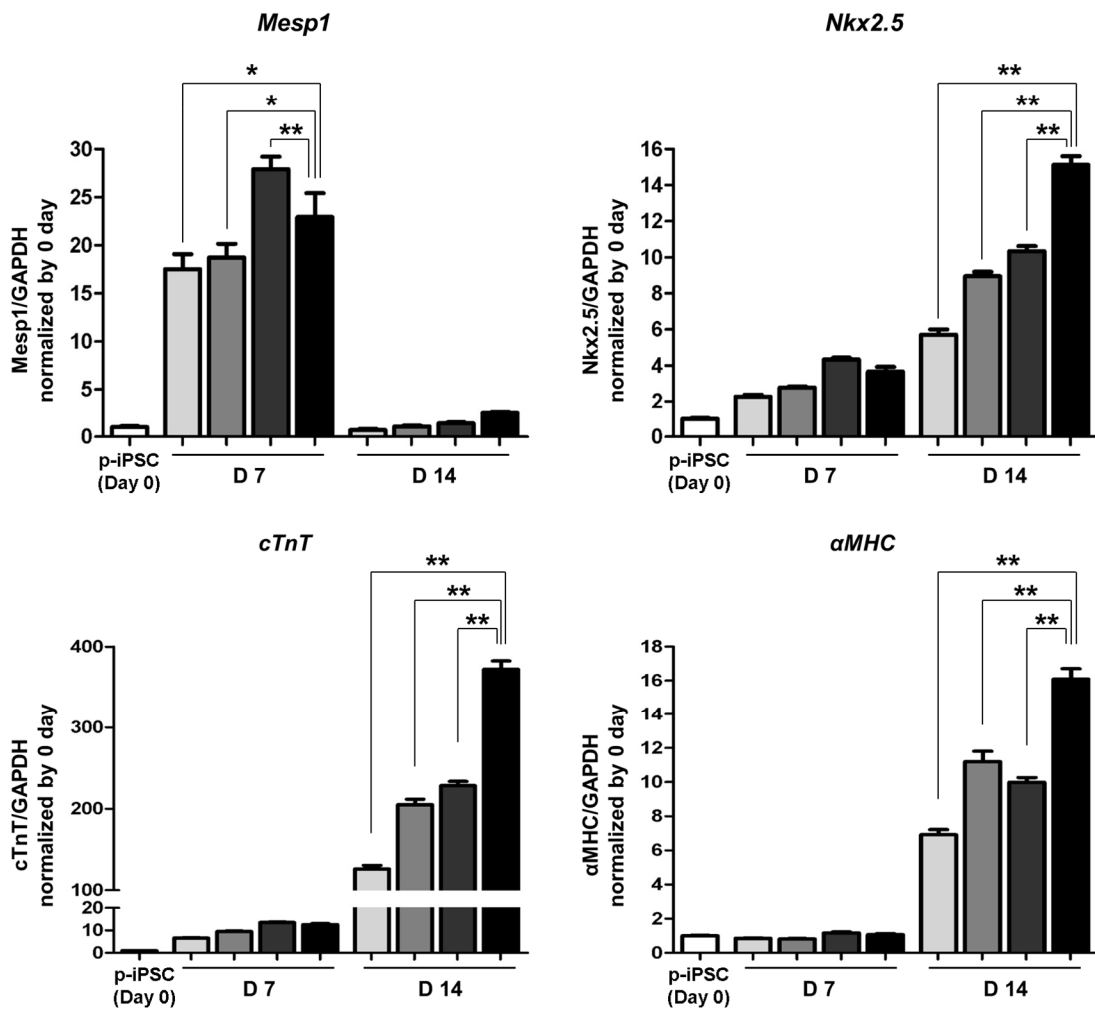 Mesp1
*
*
**
Mesp1/GAPDH
normalized by 0 day
30
25
20
15
10
5
0
p-iPSC
(Day 0)
D 7
D 14
Nkx2.5
**
**
**
Nkx2.5/GAPDH
normalized by 0 day
16
14
12
10
8
6
4
2
0
p-iPSC
(Day 0)
D 7
D 14
cTnT
**
**
**
cTnT/GAPDH
normalized by 0 day
400
300
200
100
20
10
0
p-iPSC
(Day 0)
D 7
D 14
αMHC
**
**
**
αMHC/GAPDH
normalized by 0 day
18
16
14
12
10
8
6
4
2
0
p-iPSC
(Day 0)
D 7
D 14